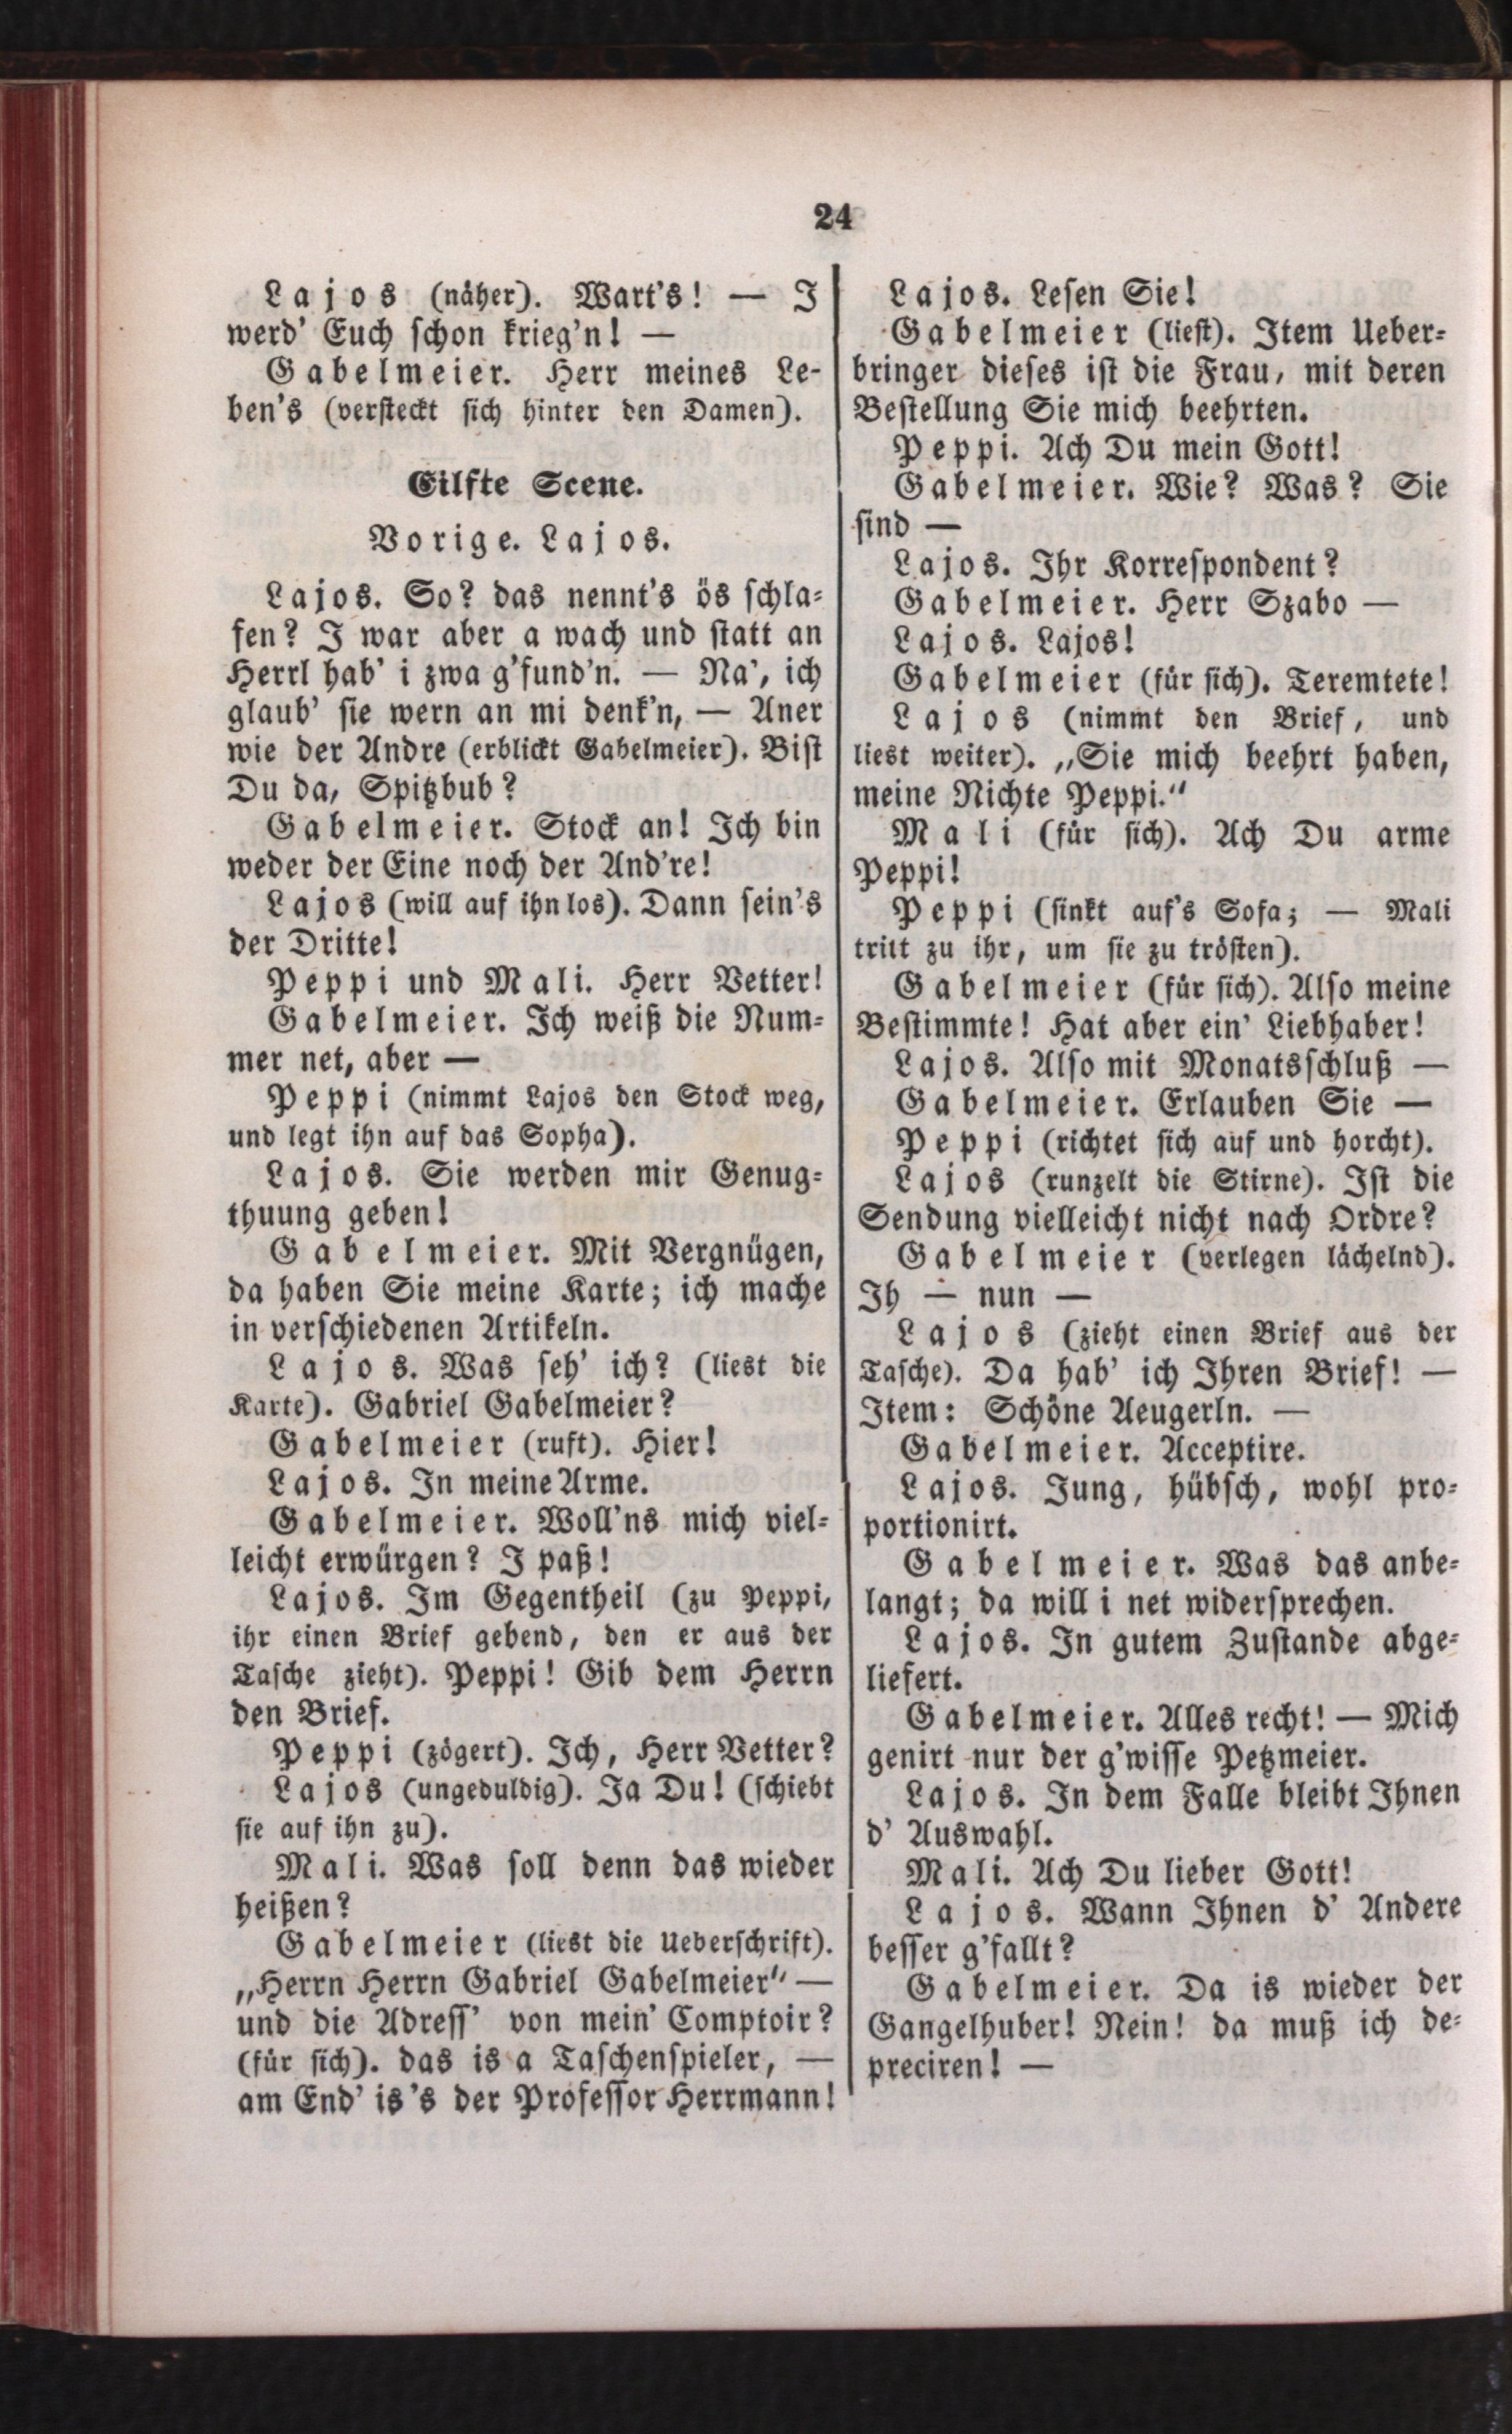 24
Lajos (näher). Wart's! — I
werd' Euch schon krieg'n! —
Gabelmeier. Herr meines Le-
ben's (versteckt sich hinter den Damen).
Eilfte Scene.
Vorige. Lajos.
Lajos. So? das nennt's ös schla-
fen? I war aber a wach und statt an
Herrl hab' i zwa g'fund'n. — Na', ich
glaub' sie wern an mi denk'n, — Aner
wie der Andre (erblickt Gabelmeier). Bist
Du da, Spitzbub?
Gabelmeier. Stock an! Ich bin
weder der Eine noch der And're!
Lajos (will auf ihn los). Dann sein's
der Dritte!
Peppi und Mali. Herr Vetter!
Gabelmeier. Ich weiß die Num-
mer net, aber —
Peppi (nimmt Lajos den Stock weg,
und legt ihn auf das Sopha).
Lajos. Sie werden mir Genug-
thuung geben!
Gabelmeier. Mit Vergnügen,
da haben Sie meine Karte; ich mache
in verschiedenen Artikeln.
Lajos. Was seh' ich? (liest die
Karte). Gabriel Gabelmeier?
Gabelmeier (ruft). Hier!
Lajos. In meine Arme.
Gabelmeier. Woll'ns mich viel-
leicht erwürgen? I paß!
Lajos. Im Gegentheil (zu Peppi,
ihr einen Brief gebend, den er aus der
Tasche zieht). Peppi! Gib dem Herrn
den Brief.
Peppi (zögert). Ich, Herr Vetter?
Lajos (ungeduldig). Ja Du! (schiebt
sie auf ihn zu).
Mali. Was soll denn das wieder
heißen?
Gabelmeier (liest die Ueberschrift).
„Herrn Herrn Gabriel Gabelmeier" —
und die Adress' von mein' Comptoir?
(für sich). das is a Taschenspieler, —
am End' is's der Professor Herrmann!
Lajos. Lesen Sie!
Gabelmeier (liest). Item Ueber-
bringer dieses ist die Frau, mit deren
Bestellung Sie mich beehrten.
Peppi. Ach Du mein Gott!
Gabelmeier. Wie? Was? Sie
sind —
Lajos. Ihr Korrespondent?
Gabelmeier. Herr Szabo —
Lajos. Lajos!
Gabelmeier (für sich). Teremtete!
Lajos (nimmt den Brief, und
liest weiter). „Sie mich beehrt haben,
meine Nichte Peppi."
Mali (für sich). Ach Du arme
Peppi!
Peppi (sinkt auf's Sofa; — Mali
tritt zu ihr, um sie zu trösten).
Gabelmeier (für sich). Also meine
Bestimmte! Hat aber ein' Liebhaber!
Lajos. Also mit Monatsschluß —
Gabelmeier. Erlauben Sie —
Peppi (richtet sich auf und horcht).
Lajos (runzelt die Stirne). Ist die
Sendung vielleicht nicht nach Ordre?
Gabelmeier (verlegen lächelnd).
Ih — nun —
Lajos (zieht einen Brief aus der
Tasche). Da hab' ich Ihren Brief! —
Item: Schöne Aeugerln. —
Gabelmeier. Acceptire.
Lajos. Jung, hübsch, wohl pro-
portionirt.
Gabelmeier. Was das anbe-
langt; da will i net widersprechen.
Lajos. In gutem Zustande abge-
liefert.
Gabelmeier. Alles recht! — Mich
genirt nur der g'wisse Petzmeier.
Lajos. In dem Falle bleibt Ihnen
d' Auswahl.
Mali. Ach Du lieber Gott!
Lajos. Wann Ihnen d' Andere
besser g'fallt?
Gabelmeier. Da is wieder der
Gangelhuber! Nein! da muß ich de-
preciren! —